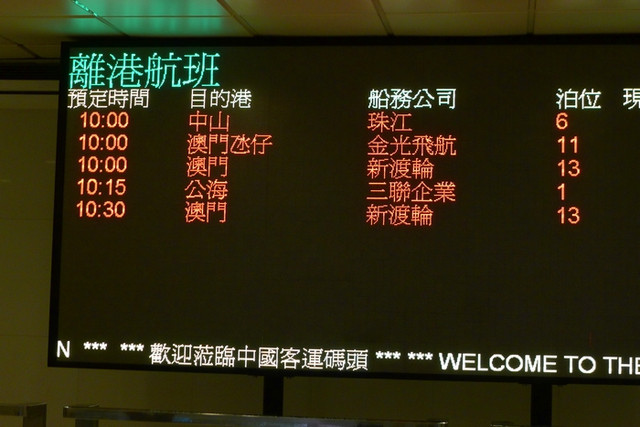 離港航班
預定時間 目的港 船務公司 泊位 現
10:00 中山 珠江 6
10:00 澳門氹仔 金光飛航 11
10:00 澳門 新渡輪 13
10:15 公海 三聯企業 1
10:30 澳門 新渡輪 13
N *** *** 歡迎蒞臨中國客運碼頭 *** *** WELCOME TO THE